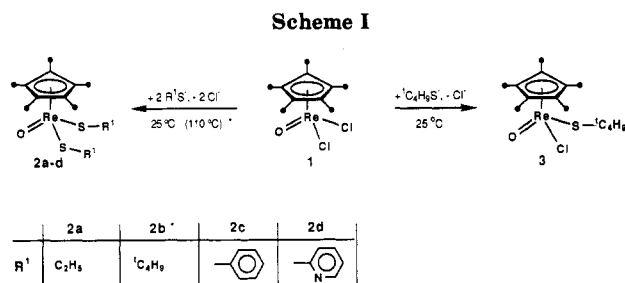 Scheme I
+ 2 R¹S⁻, - 2 Cl⁻
25 °C (110 °C) *
+ ᵗC₄H₉S⁻, - Cl⁻
25 °C
O Re S R¹ S R¹
2a-d
O Re Cl Cl
1
O Re S ᵗC₄H₉ Cl
3
2a 2b * 2c 2d
R¹ C₂H₅ ᵗC₄H₉ N